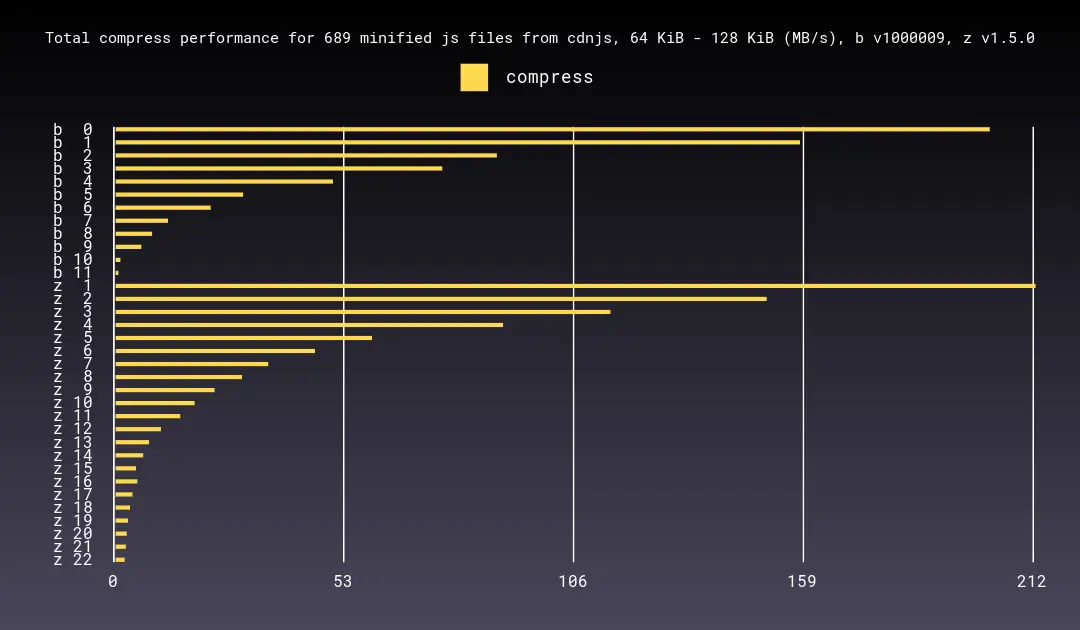 Total compress performance for 689 minified js files from cdnjs, 64 KiB - 128 KiB (MB/s), b v1000009, z v1.5.0
compress
b 0
b 1
b 2
b 3
b 4
b 5
b 6
b 7
b 8
b 9
b 10
b 11
z 1
z 2
z 3
z 4
z 5
z 6
z 7
z 8
z 9
z 10
z 11
z 12
z 13
z 14
z 15
z 16
z 17
z 18
z 19
z 20
z 21
z 22
0 53 106 159 212